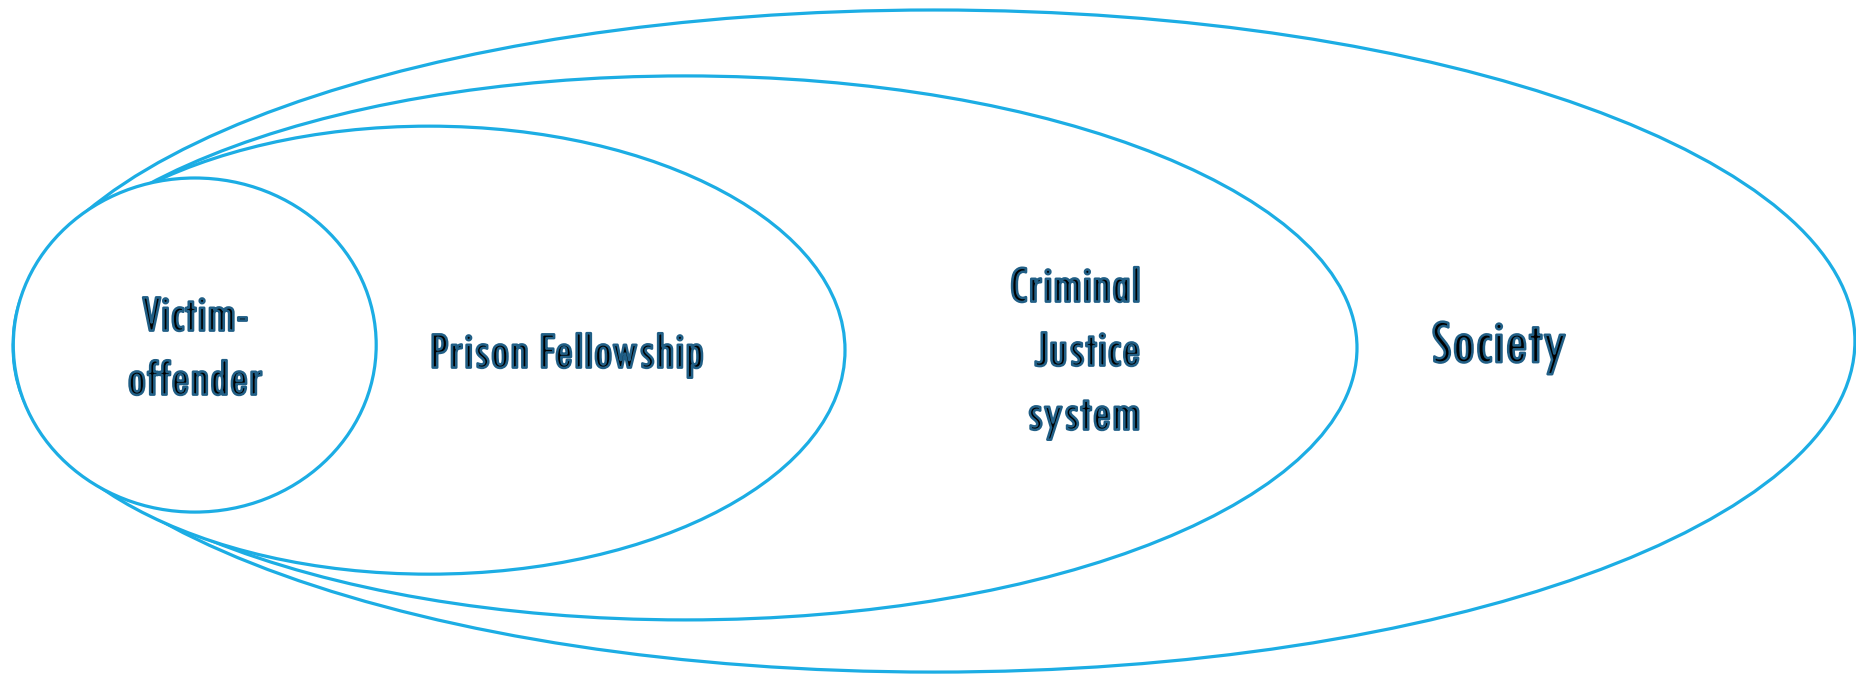 Victim-
offender
Prison Fellowship
Criminal
Justice
system
Society